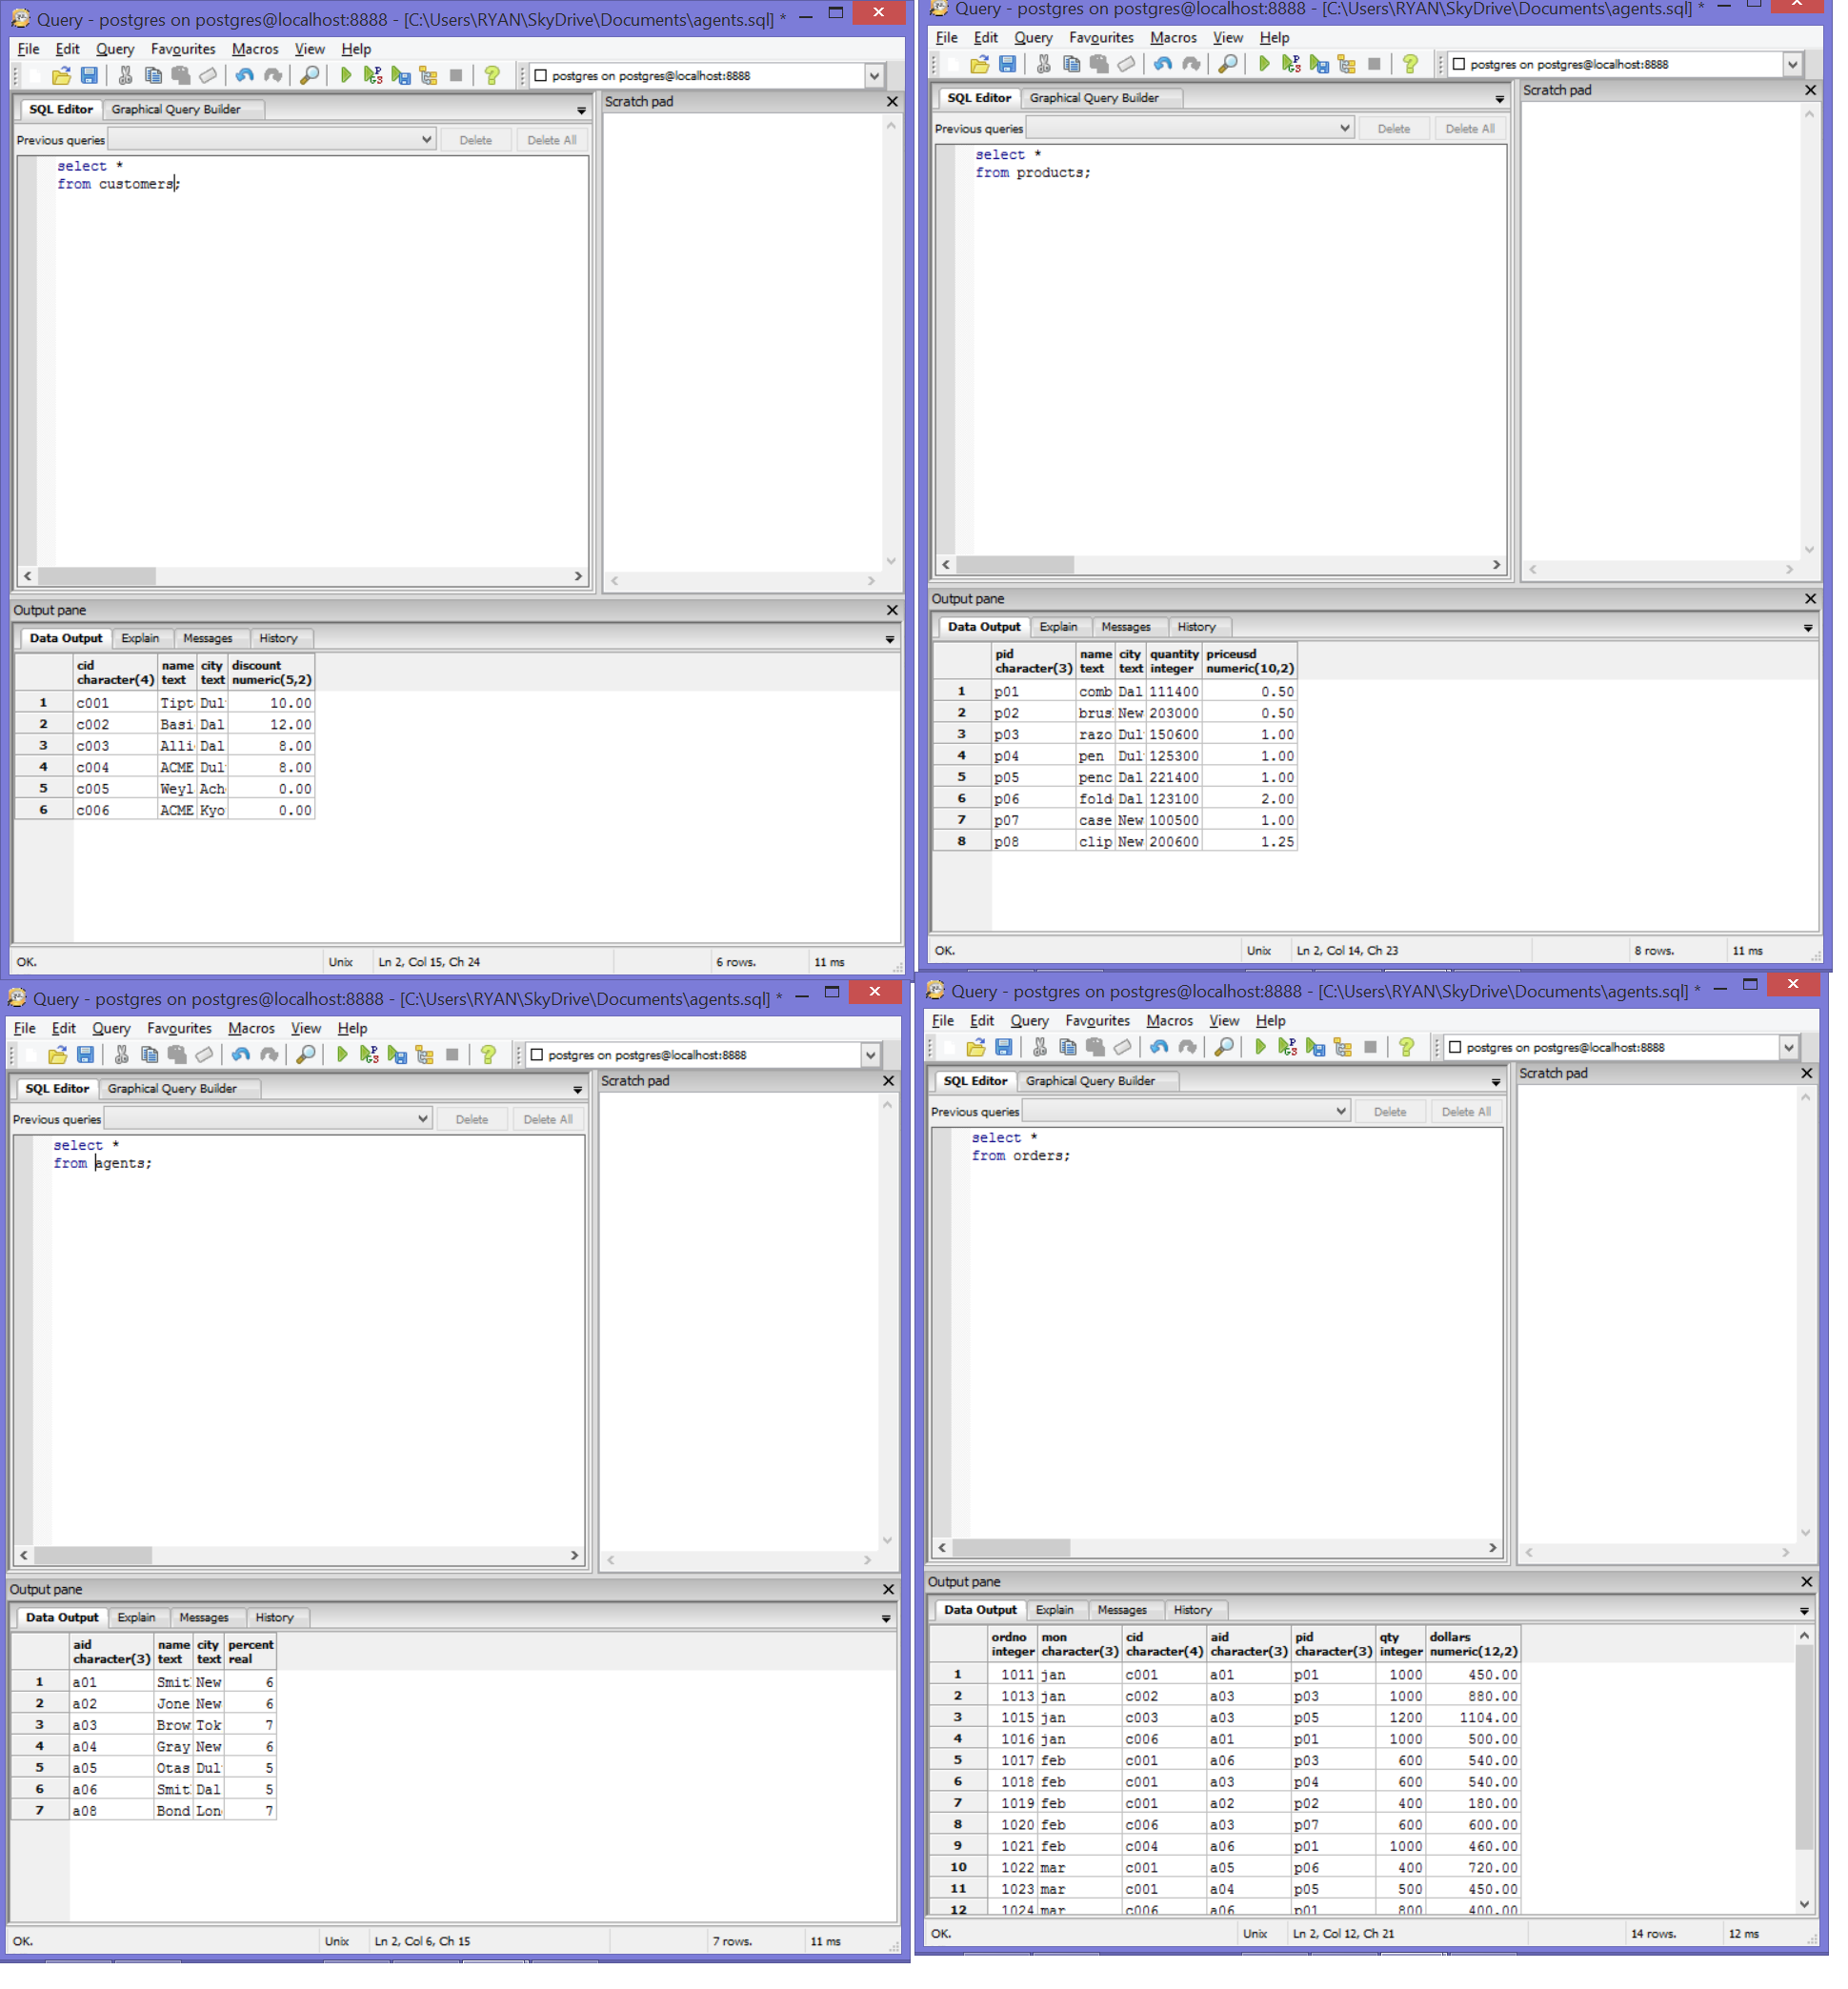 Query - postgres on postgres@localhost:8888 - [C:\Users\RYAN\SkyDrive\Documents\agents.sql] *
File Edit Query Favourites Macros View Help
postgres on postgres@localhost:8888
SQL Editor Graphical Query Builder
Scratch pad
Previous queries Delete Delete All
select *
from customers;
Output pane
Data Output Explain Messages History
cid name city discount
character(4) text text numeric(5,2)
1 c001 Tipt Dul 10.00
2 c002 Basi Dal 12.00
3 c003 Alli Dal 8.00
4 c004 ACME Dul 8.00
5 c005 Weyl Ach 0.00
6 c006 ACME Kyo 0.00
OK. Unix Ln 2, Col 15, Ch 24 6 rows. 11 ms
Query - postgres on postgres@localhost:8888 - [C:\Users\RYAN\SkyDrive\Documents\agents.sql] *
File Edit Query Favourites Macros View Help
postgres on postgres@localhost:8888
SQL Editor Graphical Query Builder
Scratch pad
Previous queries Delete Delete All
select *
from products;
Output pane
Data Output Explain Messages History
pid name city quantity priceusd
character(3) text text integer numeric(10,2)
1 p01 comb Dal 111400 0.50
2 p02 brus New 203000 0.50
3 p03 razo Dul 150600 1.00
4 p04 pen Dul 125300 1.00
5 p05 penc Dal 221400 1.00
6 p06 fold Dal 123100 2.00
7 p07 case New 100500 1.00
8 p08 clip New 200600 1.25
OK. Unix Ln 2, Col 14, Ch 23 8 rows. 11 ms
Query - postgres on postgres@localhost:8888 - [C:\Users\RYAN\SkyDrive\Documents\agents.sql] *
File Edit Query Favourites Macros View Help
postgres on postgres@localhost:8888
SQL Editor Graphical Query Builder
Scratch pad
Previous queries Delete Delete All
select *
from agents;
Output pane
Data Output Explain Messages History
aid name city percent
character(3) text text real
1 a01 Smit New 6
2 a02 Jone New 6
3 a03 Brow Tok 7
4 a04 Gray New 6
5 a05 Otas Dul 5
6 a06 Smit Dal 5
7 a08 Bond Lon 7
OK. Unix Ln 2, Col 6, Ch 15 7 rows. 11 ms
Query - postgres on postgres@localhost:8888 - [C:\Users\RYAN\SkyDrive\Documents\agents.sql] *
File Edit Query Favourites Macros View Help
postgres on postgres@localhost:8888
SQL Editor Graphical Query Builder
Scratch pad
Previous queries Delete Delete All
select *
from orders;
Output pane
Data Output Explain Messages History
ordno mon cid aid pid qty dollars
integer character(3) character(4) character(3) character(3) integer numeric(12,2)
1 1011 jan c001 a01 p01 1000 450.00
2 1013 jan c002 a03 p03 1000 880.00
3 1015 jan c003 a03 p05 1200 1104.00
4 1016 jan c006 a01 p01 1000 500.00
5 1017 feb c001 a06 p03 600 540.00
6 1018 feb c001 a03 p04 600 540.00
7 1019 feb c001 a02 p02 400 180.00
8 1020 feb c006 a03 p07 600 600.00
9 1021 feb c004 a06 p01 1000 460.00
10 1022 mar c001 a05 p06 400 720.00
11 1023 mar c001 a04 p05 500 450.00
12 1024 mar c006 a06 p01 800 400.00
OK. Unix Ln 2, Col 12, Ch 21 14 rows. 12 ms